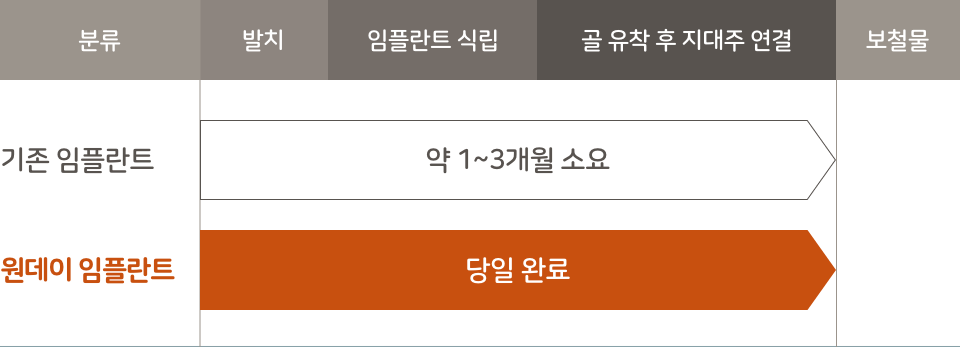 분류 발치 임플란트 식립 골 유착 후 지대주 연결 보철물
기존 임플란트 약 1~3개월 소요
원데이 임플란트 당일 완료